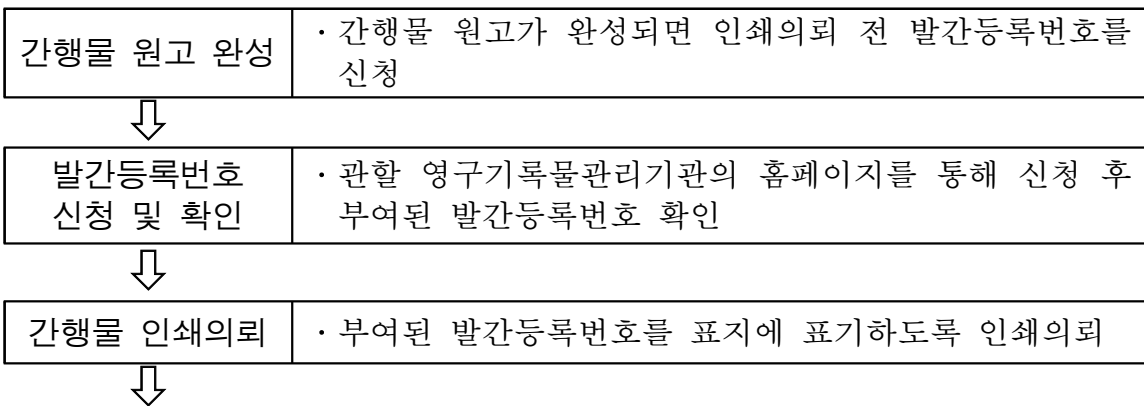 간행물 원고 완성
· 간행물 원고가 완성되면 인쇄의뢰 전 발간등록번호를
신청
발간등록번호
신청 및 확인
· 관할 영구기록물관리기관의 홈페이지를 통해 신청 후
부여된 발간등록번호 확인
간행물 인쇄의뢰
· 부여된 발간등록번호를 표지에 표기하도록 인쇄의뢰